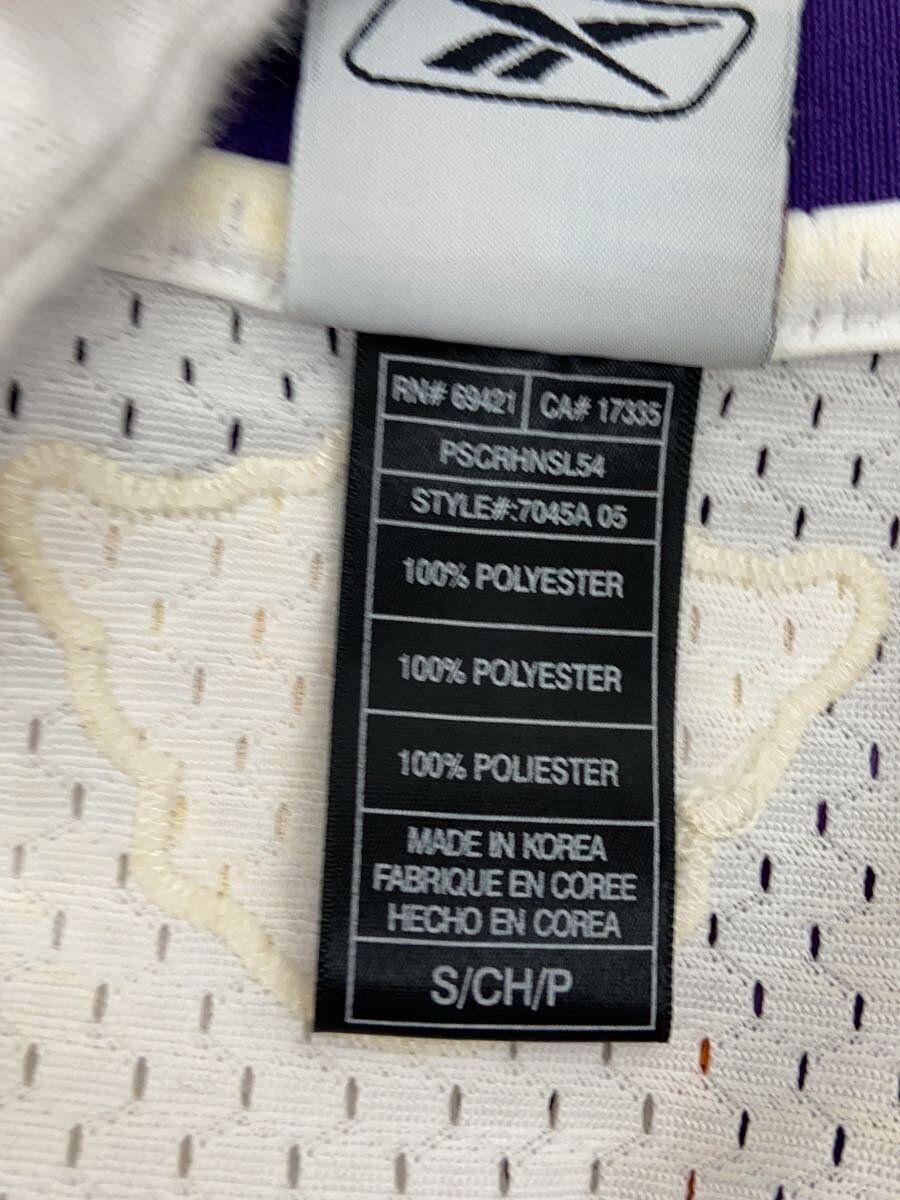 RN# 69421 CA# 17335
PSCRHNSL54
STYLE#:7045A 05
100% POLYESTER
100% POLYESTER
100% POLIESTER
MADE IN KOREA
FABRIQUE EN COREE
HECHO EN COREA
S/CH/P